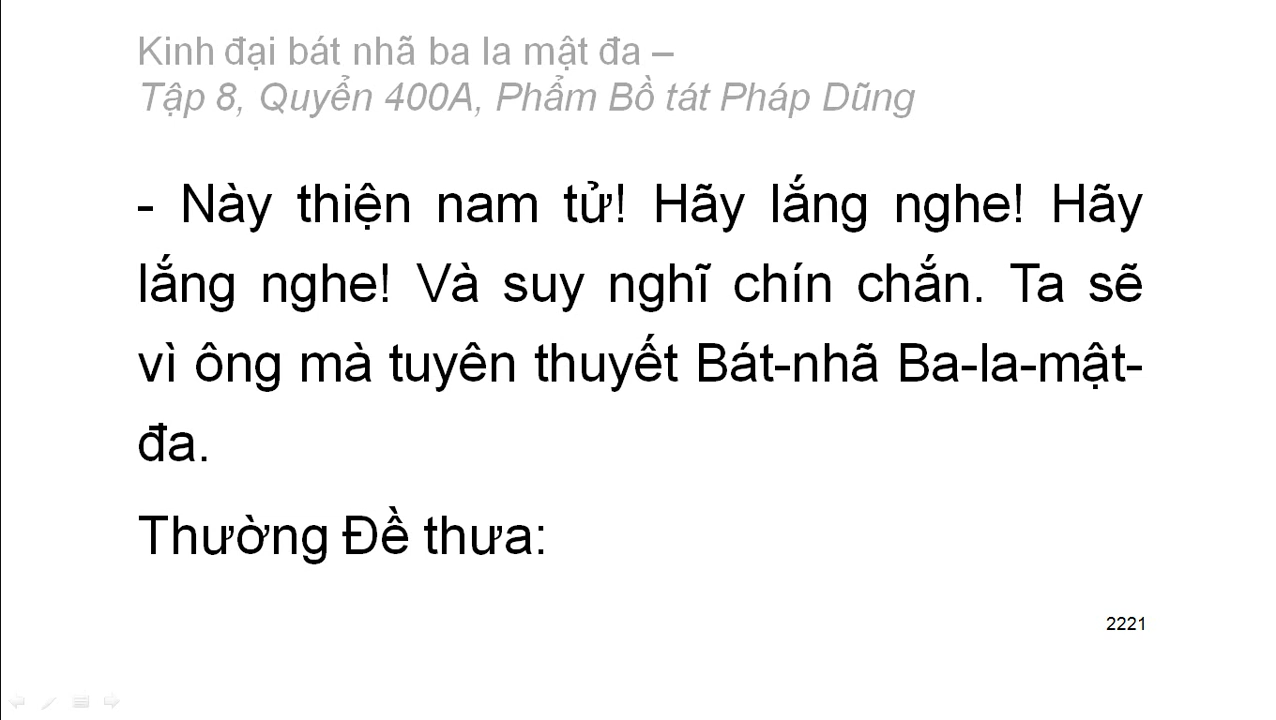 Kinh đại bát nhã ba la mật đa –
Tập 8, Quyển 400A, Phẩm Bồ tát Pháp Dũng
- Này thiện nam tử! Hãy lắng nghe! Hãy
lắng nghe! Và suy nghĩ chín chắn. Ta sẽ
vì ông mà tuyên thuyết Bát-nhã Ba-la-mật-
đa.
Thường Đề thưa:
2221